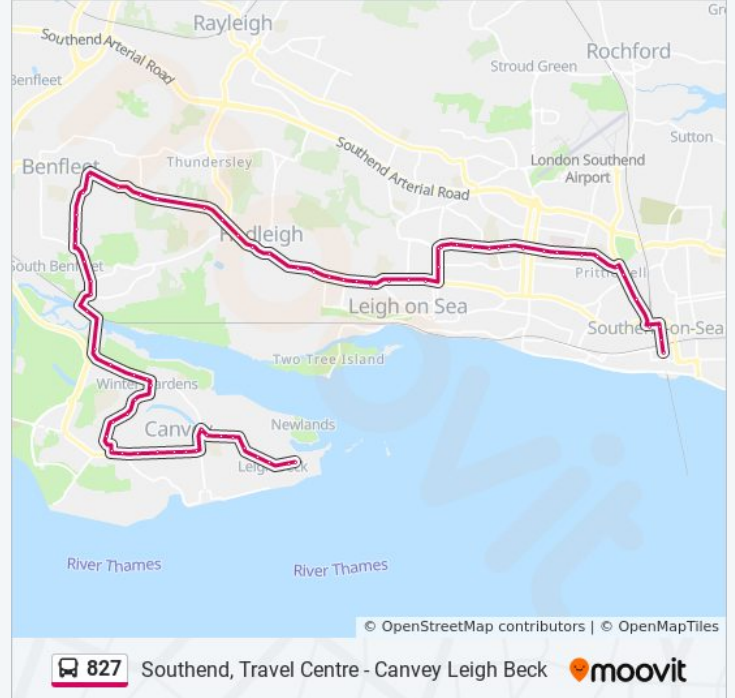 Rayleigh
Gr
Southend Arterial Road
Rochford
Stroud Green
Benfleet
Sutton
Southend Arterial Road
London Southend
Airport
Benfleet
Thundersley
Hadleigh
South Benfleet
Prittlewell
Leigh on Sea
Southend-on-Sea
Two Tree Island
Winter Gardens
Canvey
Newlands
Leigh Beck
River Thames
River Thames
© OpenStreetMap contributors | © OpenMapTiles
827 Southend, Travel Centre - Canvey Leigh Beck moovit